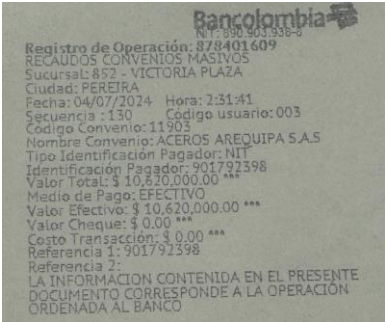 Bancolombia
NIT: 890.903.938-8
Registro de Operación: 878401609
RECAUDOS CONVENIOS MASIVOS
Sucursal: 852 - VICTORIA PLAZA
Ciudad: PEREIRA
Fecha: 04/07/2024 Hora: 2:31:41
Secuencia : 130 Código usuario: 003
Código Convenio: 11903
Nombre Convenio: ACEROS AREQUIPA S.A.S
Tipo Identificación Pagador: NIT
Identificación Pagador: 901792398
Valor Total: $ 10,620,000.00 ***
Medio de Pago: EFECTIVO
Valor Efectivo: $ 10,620,000.00 ***
Valor Cheque: $ 0.00 ***
Costo Transacción: $ 0.00 ***
Referencia 1: 901792398
Referencia 2:
LA INFORMACION CONTENIDA EN EL PRESENTE
DOCUMENTO CORRESPONDE A LA OPERACIÓN
ORDENADA AL BANCO